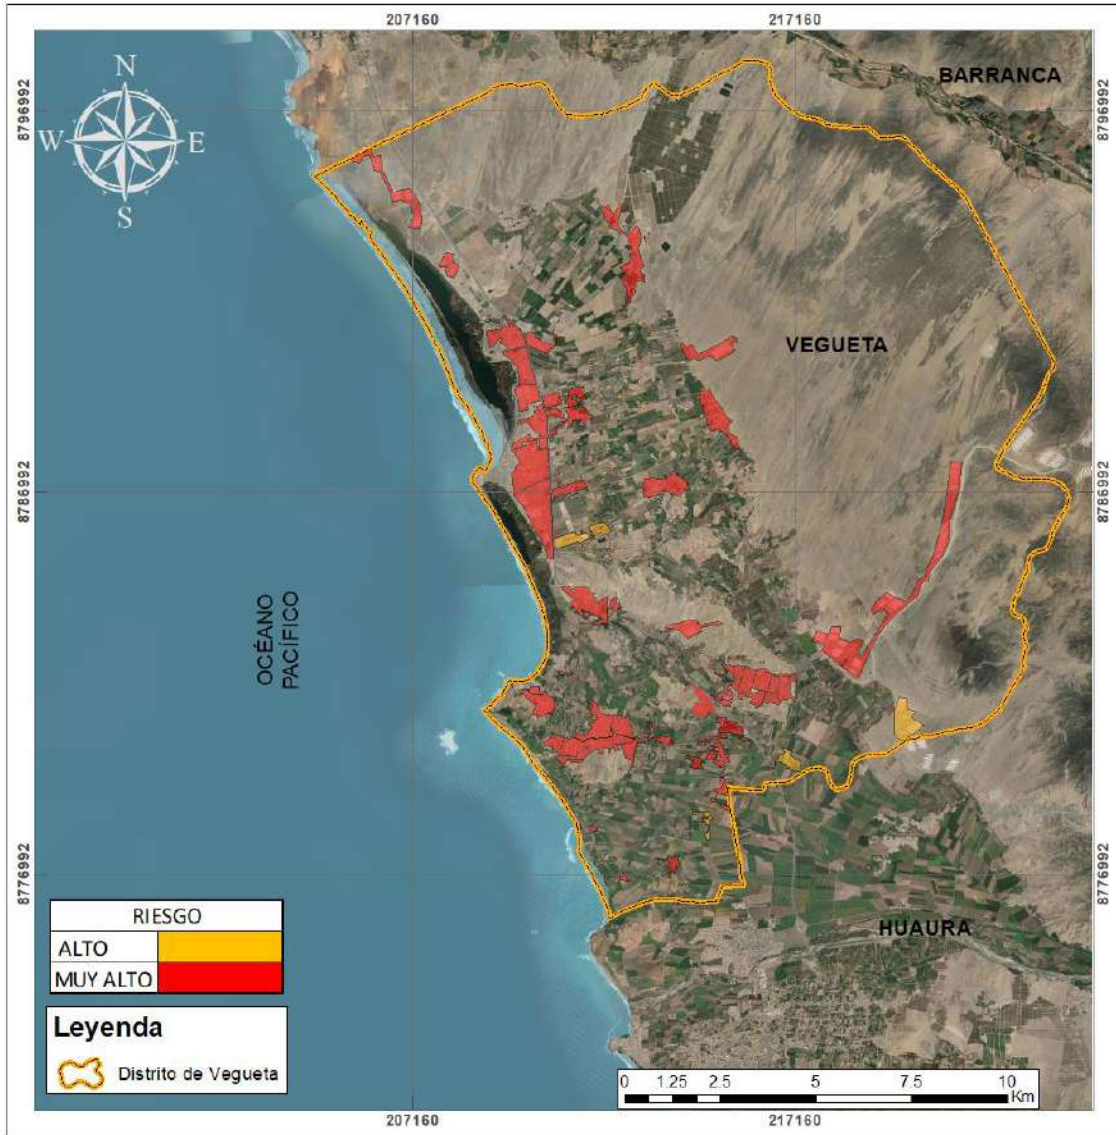 207160
217160
8796992
8796992
BARRANCA
N
W
E
S
VEGUETA
8786992
8786992
OCÉANO
PACÍFICO
8776992
8776992
RIESGO
ALTO
MUY ALTO
HUAURA
Leyenda
Distrito de Vegueta
0 1.25 2.5 5 7.5 10
Km
207160
217160